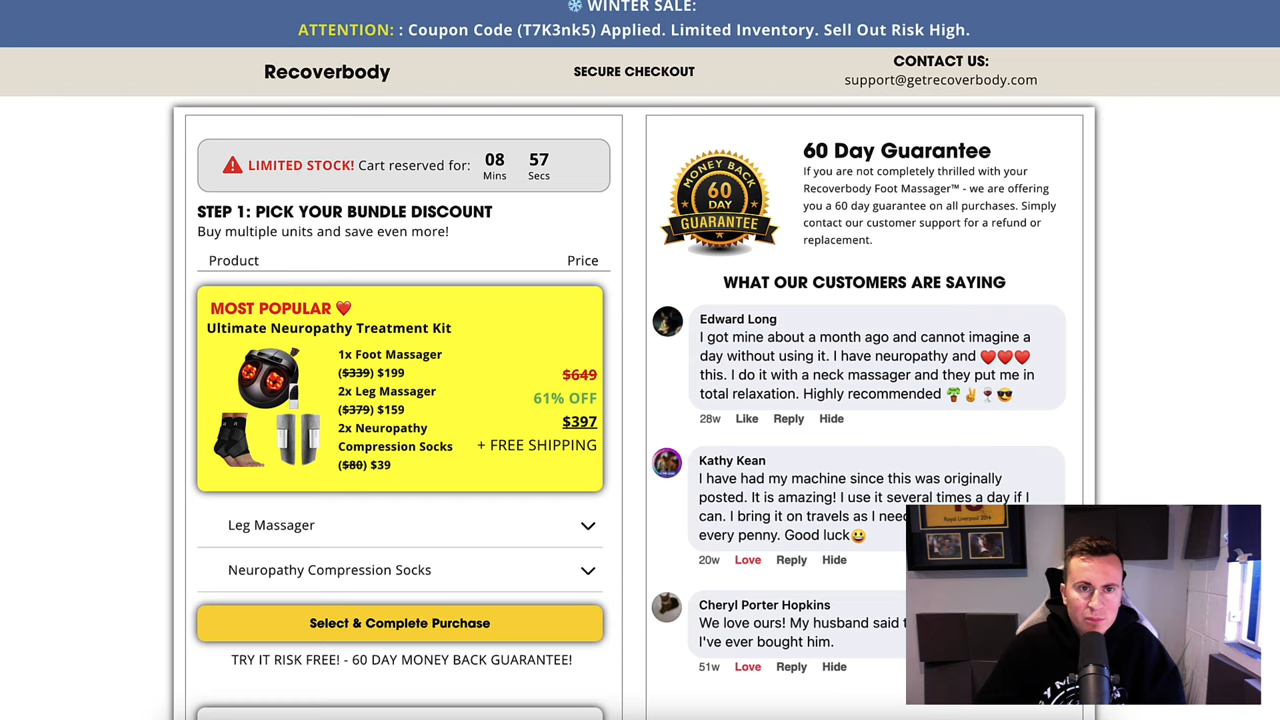 ❄ WINTER SALE:
ATTENTION: : Coupon Code (T7K3nk5) Applied. Limited Inventory. Sell Out Risk High.
Recoverbody
SECURE CHECKOUT
CONTACT US:
support@getrecoverbody.com
LIMITED STOCK! Cart reserved for:
08
57
Mins
Secs
STEP 1: PICK YOUR BUNDLE DISCOUNT
Buy multiple units and save even more!
Product
Price
MOST POPULAR ❤️
Ultimate Neuropathy Treatment Kit
1x Foot Massager
($339) $199
2x Leg Massager
($379) $159
2x Neuropathy
Compression Socks
($80) $39
$649
61% OFF
$397
+ FREE SHIPPING
Leg Massager
Neuropathy Compression Socks
Select & Complete Purchase
TRY IT RISK FREE! - 60 DAY MONEY BACK GUARANTEE!
MONEY BACK
60
DAY
GUARANTEE
60 Day Guarantee
If you are not completely thrilled with your
Recoverbody Foot Massager™ - we are offering
you a 60 day guarantee on all purchases. Simply
contact our customer support for a refund or
replacement.
WHAT OUR CUSTOMERS ARE SAYING
Edward Long
I got mine about a month ago and cannot imagine a
day without using it. I have neuropathy and ❤️❤️❤️
this. I do it with a neck massager and they put me in
total relaxation. Highly recommended 🌳✌️🍷😎
28w Like Reply Hide
Kathy Kean
I have had my machine since this was originally
posted. It is amazing! I use it several times a day if I
can. I bring it on travels as I need
every penny. Good luck😃
20w Love Reply Hide
Cheryl Porter Hopkins
We love ours! My husband said
I've ever bought him.
51w Love Reply Hide
Royal Liverpool 2014